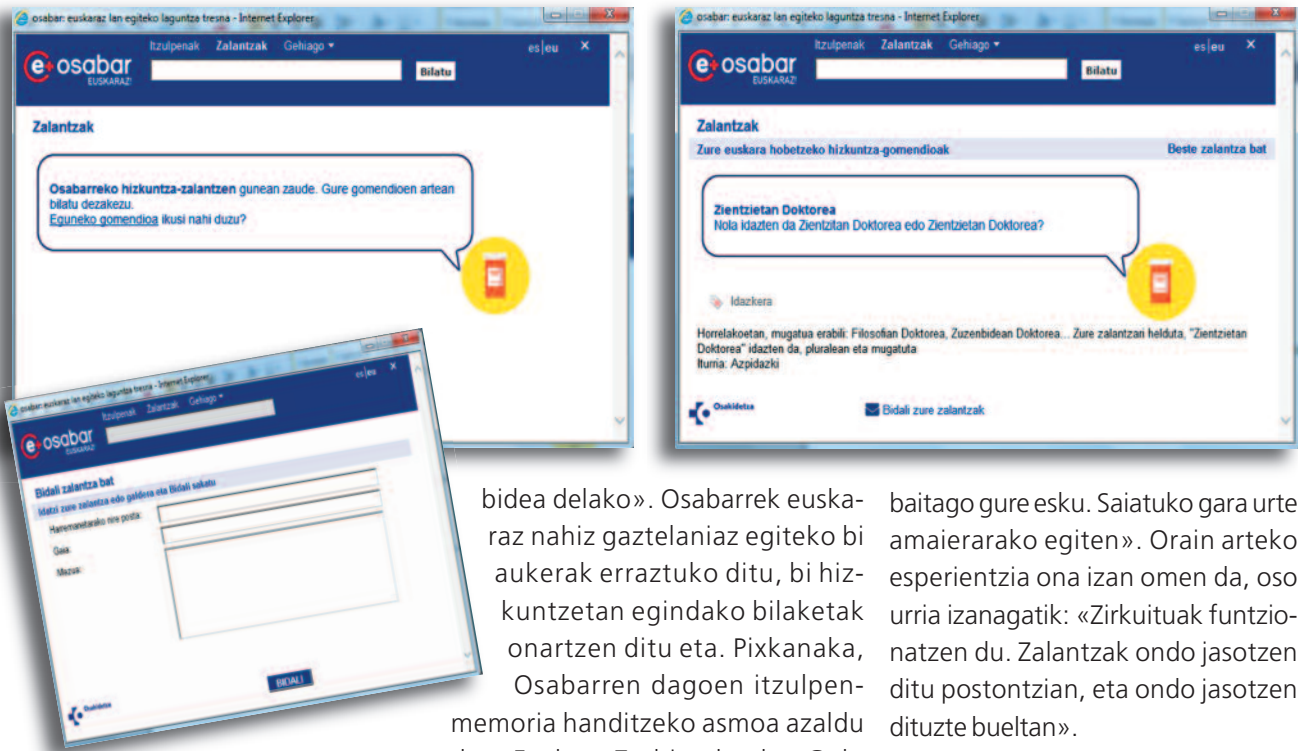 osabar: euskaraz lan egiteko laguntza tresna - Internet Explorer
Itzulpenak Zalantzak Gehiago
es|eu X
e+ osabar
EUSKARAZ!
Bilatu
Zalantzak
Osabarreko hizkuntza-zalantzen gunean zaude. Gure gomendioen artean
bilatu dezakezu.
Eguneko gomendioa ikusi nahi duzu?
osabar: euskaraz lan egiteko laguntza tresna - Internet Explorer
Itzulpenak Zalantzak Gehiago
es|eu X
e+ osabar
EUSKARAZ!
Bilatu
Zalantzak
Zure euskara hobetzeko hizkuntza-gomendioak
Beste zalantza bat
Zientzietan Doktorea
Nola idazten da Zientzitan Doktorea edo Zientzietan Doktorea?
Idazkera
Horrelakoetan, mugatua erabili: Filosofian Doktorea, Zuzenbidean Doktorea... Zure zalantzari helduta, "Zientzietan
Doktorea" idazten da, pluralean eta mugatuta
Iturria: Azpidazki
Osakidetza
Bidali zure zalantzak
osabar: euskaraz lan egiteko laguntza tresna - Internet Explorer
Itzulpenak Zalantzak Gehiago
es|eu X
e+ osabar
EUSKARAZ!
Bidali zalantza bat
Idatzi zure zalantza edo galdera eta Bidali sakatu
Harremanetarako nire posta:
Gaia:
Mezua:
BIDALI
Osakidetza
bidea delako». Osabarrek euska-
raz nahiz gaztelaniaz egiteko bi
aukerak erraztuko ditu, bi hiz-
kuntzetan egindako bilaketak
onartzen ditu eta. Pixkanaka,
Osabarren dagoen itzulpen-
memoria handitzeko asmoa azaldu
baitago gure esku. Saiatuko gara urte
amaierarako egiten». Orain arteko
esperientzia ona izan omen da, oso
urria izanagatik: «Zirkuituak funtzio-
natzen du. Zalantzak ondo jasotzen
ditu postontzian, eta ondo jasotzen
dituzte bueltan».